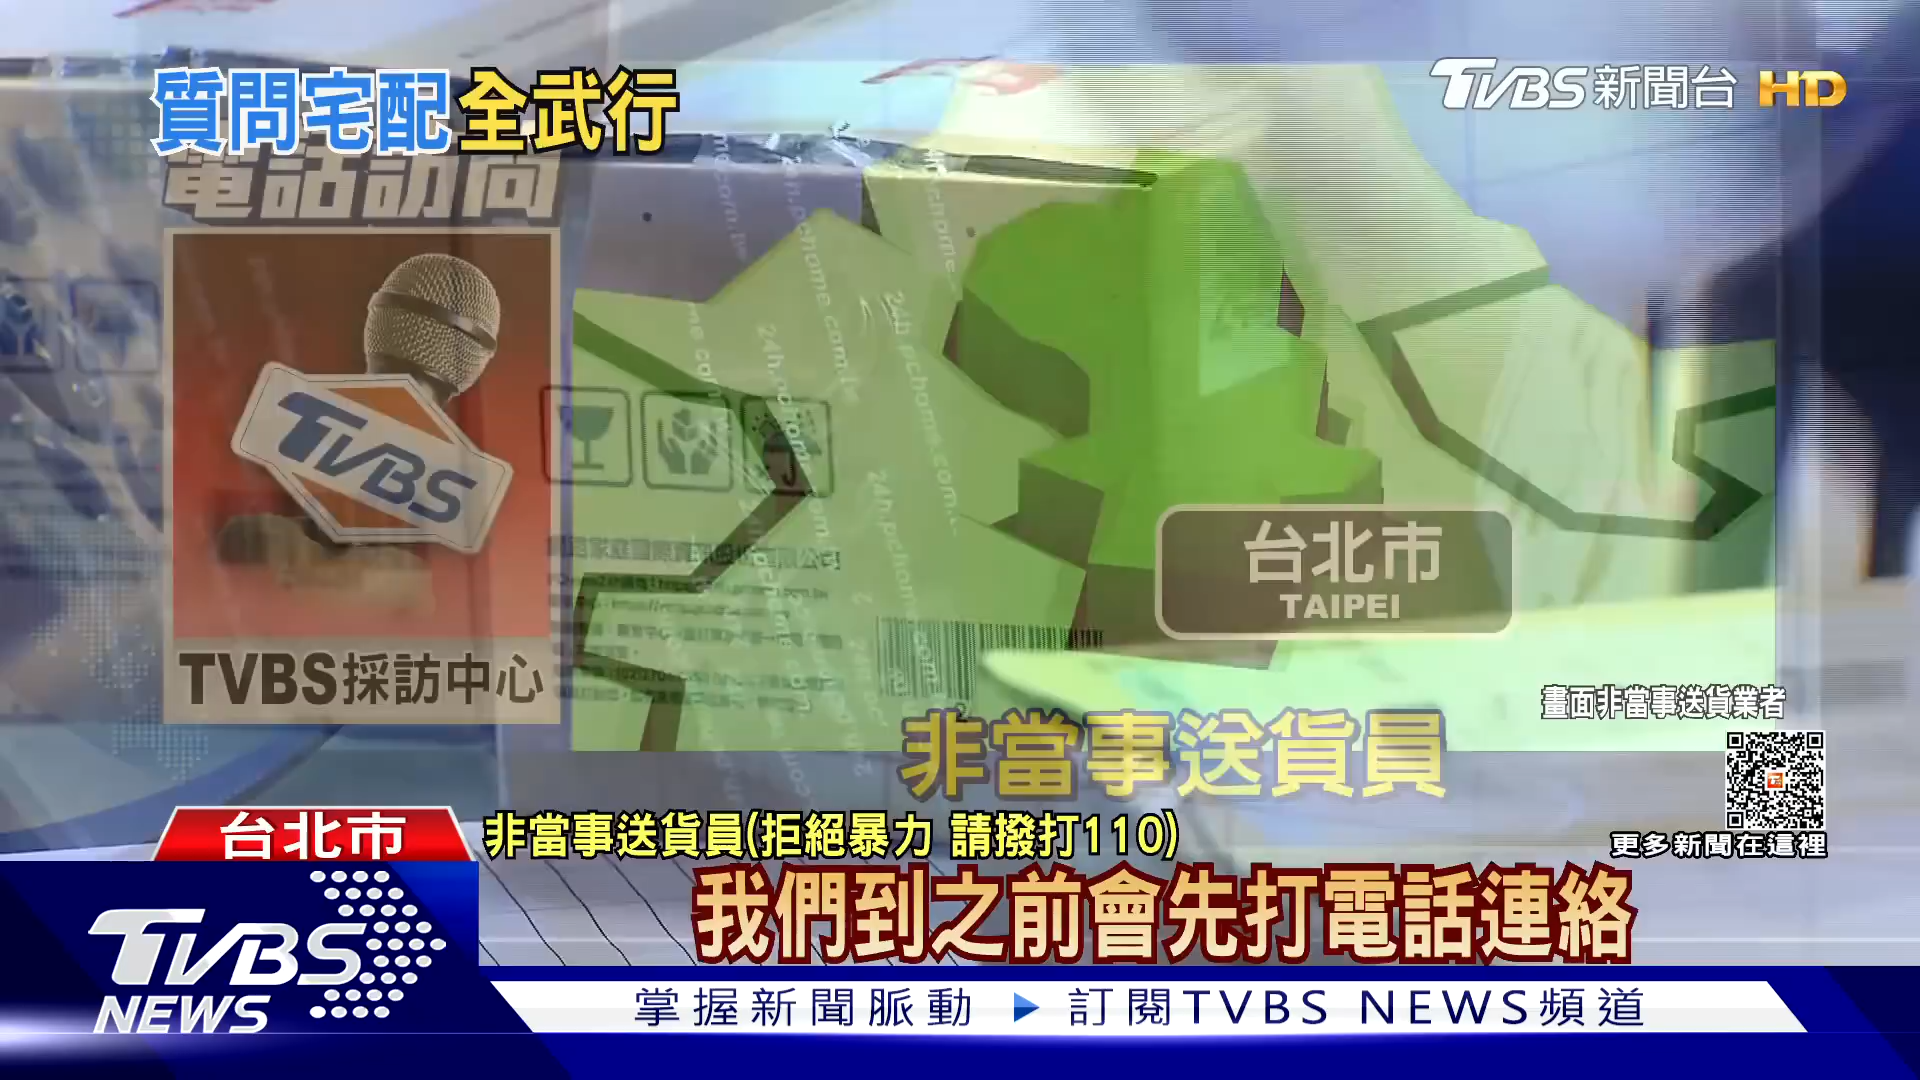 質問宅配 全武行
TVBS新聞台 HD
電話訪問
TVBS
TVBS採訪中心
24h.pchome.com.t
台北市
TAIPEI
畫面非當事送貨業者
非當事送貨員
更多新聞在這裡
台北市
非當事送貨員(拒絕暴力 請撥打110)
我們到之前會先打電話連絡
TVBS
NEWS
掌握新聞脈動 ▶ 訂閱TVBS NEWS頻道